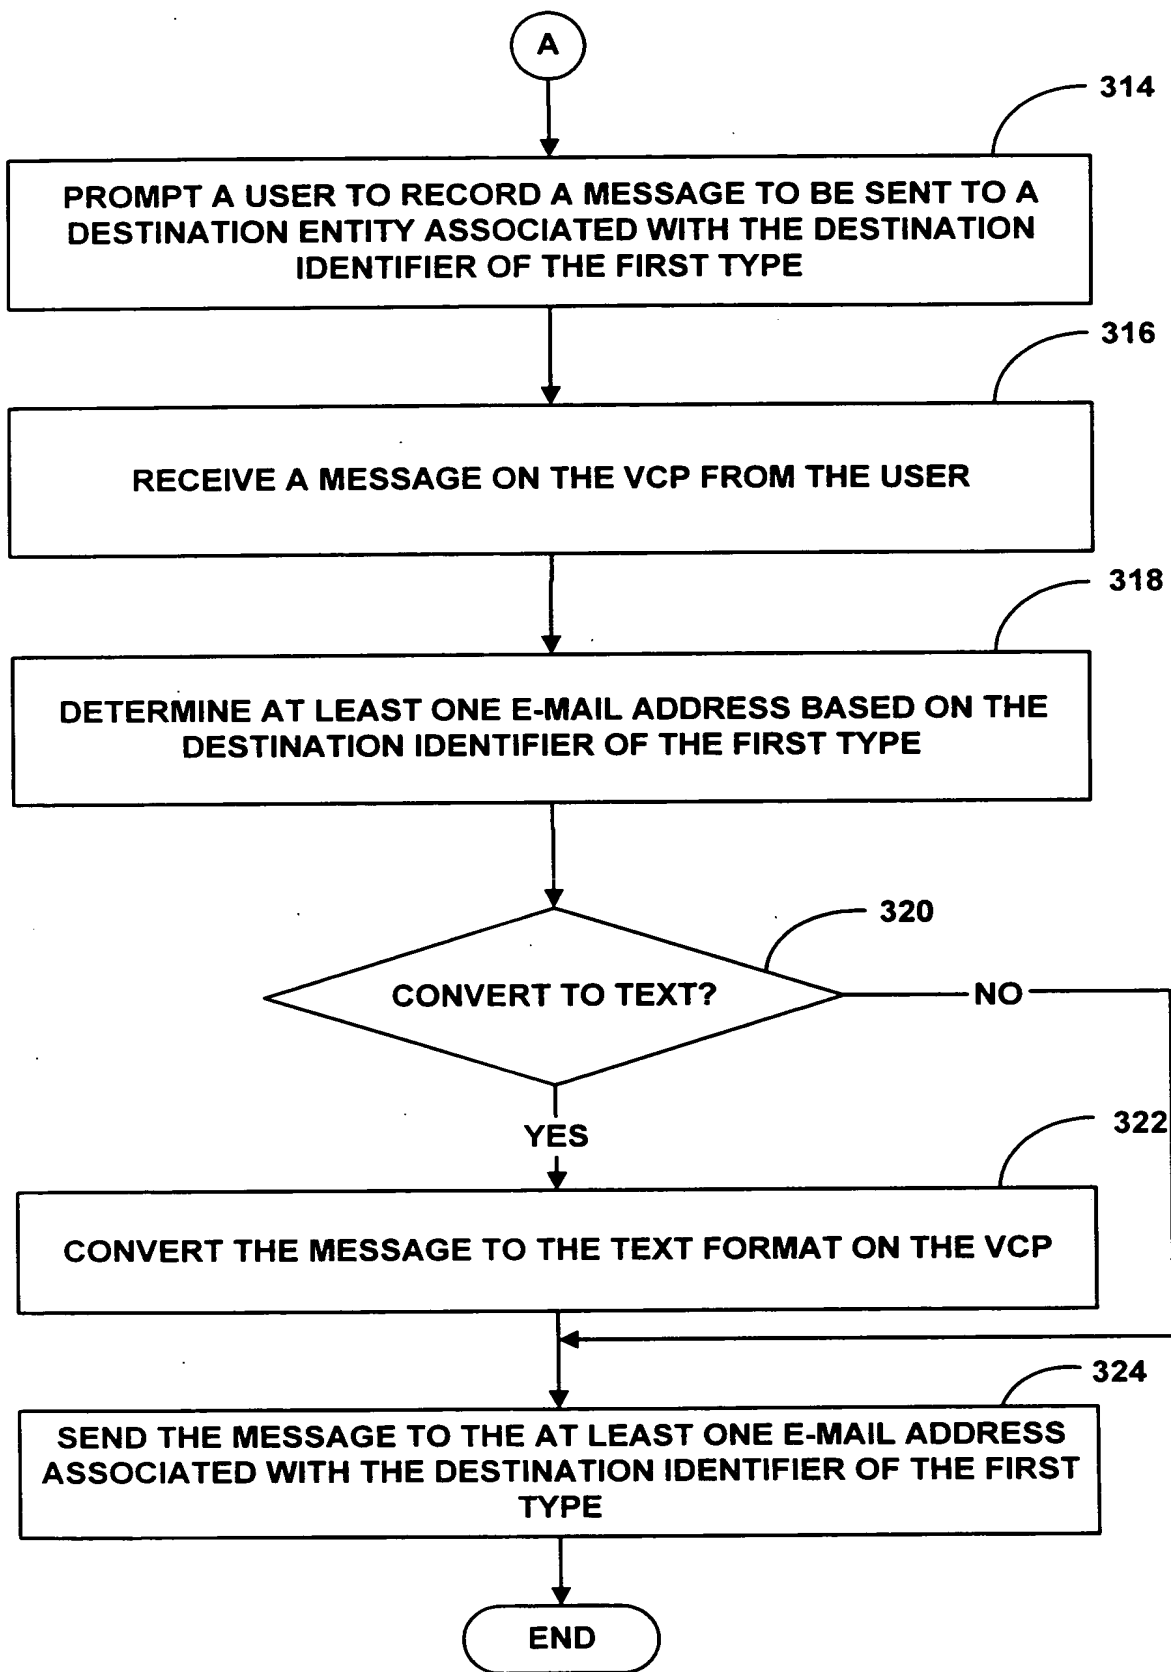 A
314
PROMPT A USER TO RECORD A MESSAGE TO BE SENT TO A
DESTINATION ENTITY ASSOCIATED WITH THE DESTINATION
IDENTIFIER OF THE FIRST TYPE
316
RECEIVE A MESSAGE ON THE VCP FROM THE USER
318
DETERMINE AT LEAST ONE E-MAIL ADDRESS BASED ON THE
DESTINATION IDENTIFIER OF THE FIRST TYPE
320
CONVERT TO TEXT?
NO
YES
322
CONVERT THE MESSAGE TO THE TEXT FORMAT ON THE VCP
324
SEND THE MESSAGE TO THE AT LEAST ONE E-MAIL ADDRESS
ASSOCIATED WITH THE DESTINATION IDENTIFIER OF THE FIRST
TYPE
END